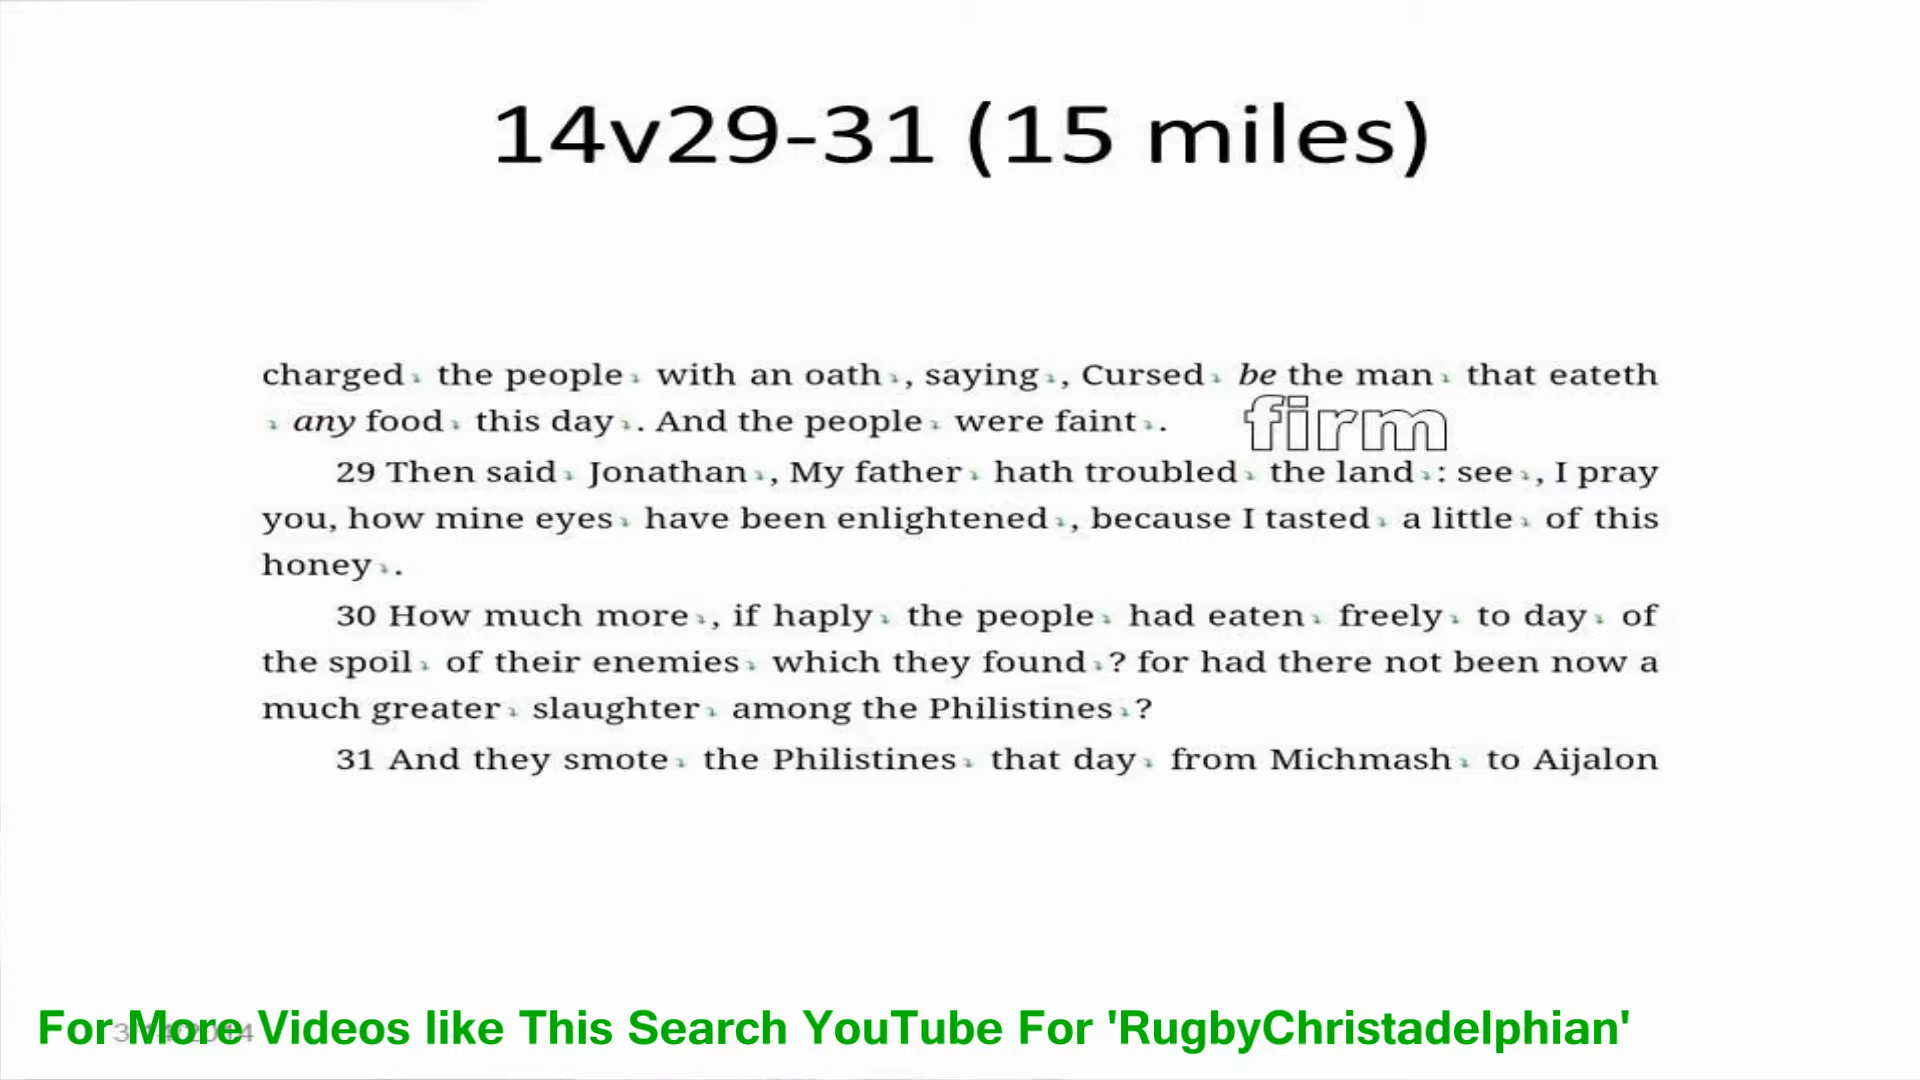 14v29-31 (15 miles)
charged the people with an oath, saying, Cursed be the man that eateth
any food this day. And the people were faint.
firm
29 Then said Jonathan, My father hath troubled the land: see, I pray
you, how mine eyes have been enlightened, because I tasted a little of this
honey.
30 How much more, if haply the people had eaten freely to day of
the spoil of their enemies which they found? for had there not been now a
much greater slaughter among the Philistines?
31 And they smote the Philistines that day from Michmash to Aijalon
For More Videos like This Search YouTube For 'RugbyChristadelphian'